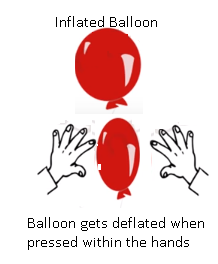 Inflated Balloon
Balloon gets deflated when
pressed within the hands